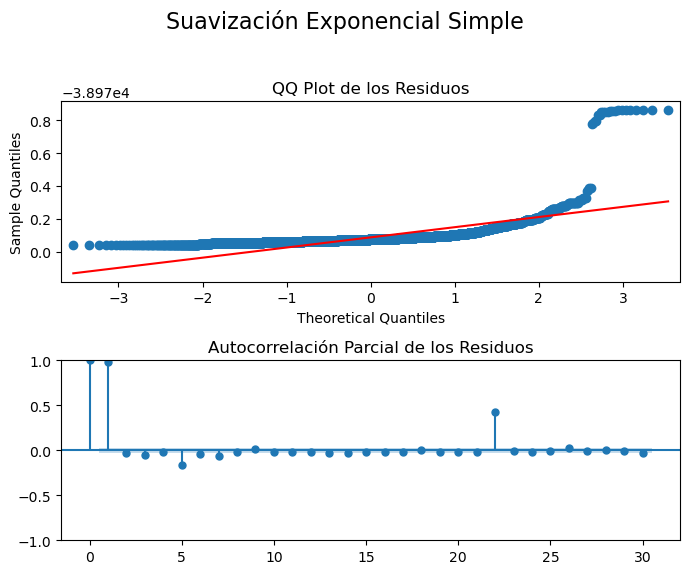 Suavización Exponencial Simple
QQ Plot de los Residuos
−3.897e4
0.8
0.6
0.4
0.2
0.0
Sample Quantiles
−3 −2 −1 0 1 2 3
Theoretical Quantiles
Autocorrelación Parcial de los Residuos
1.0
0.5
0.0
−0.5
−1.0
0 5 10 15 20 25 30